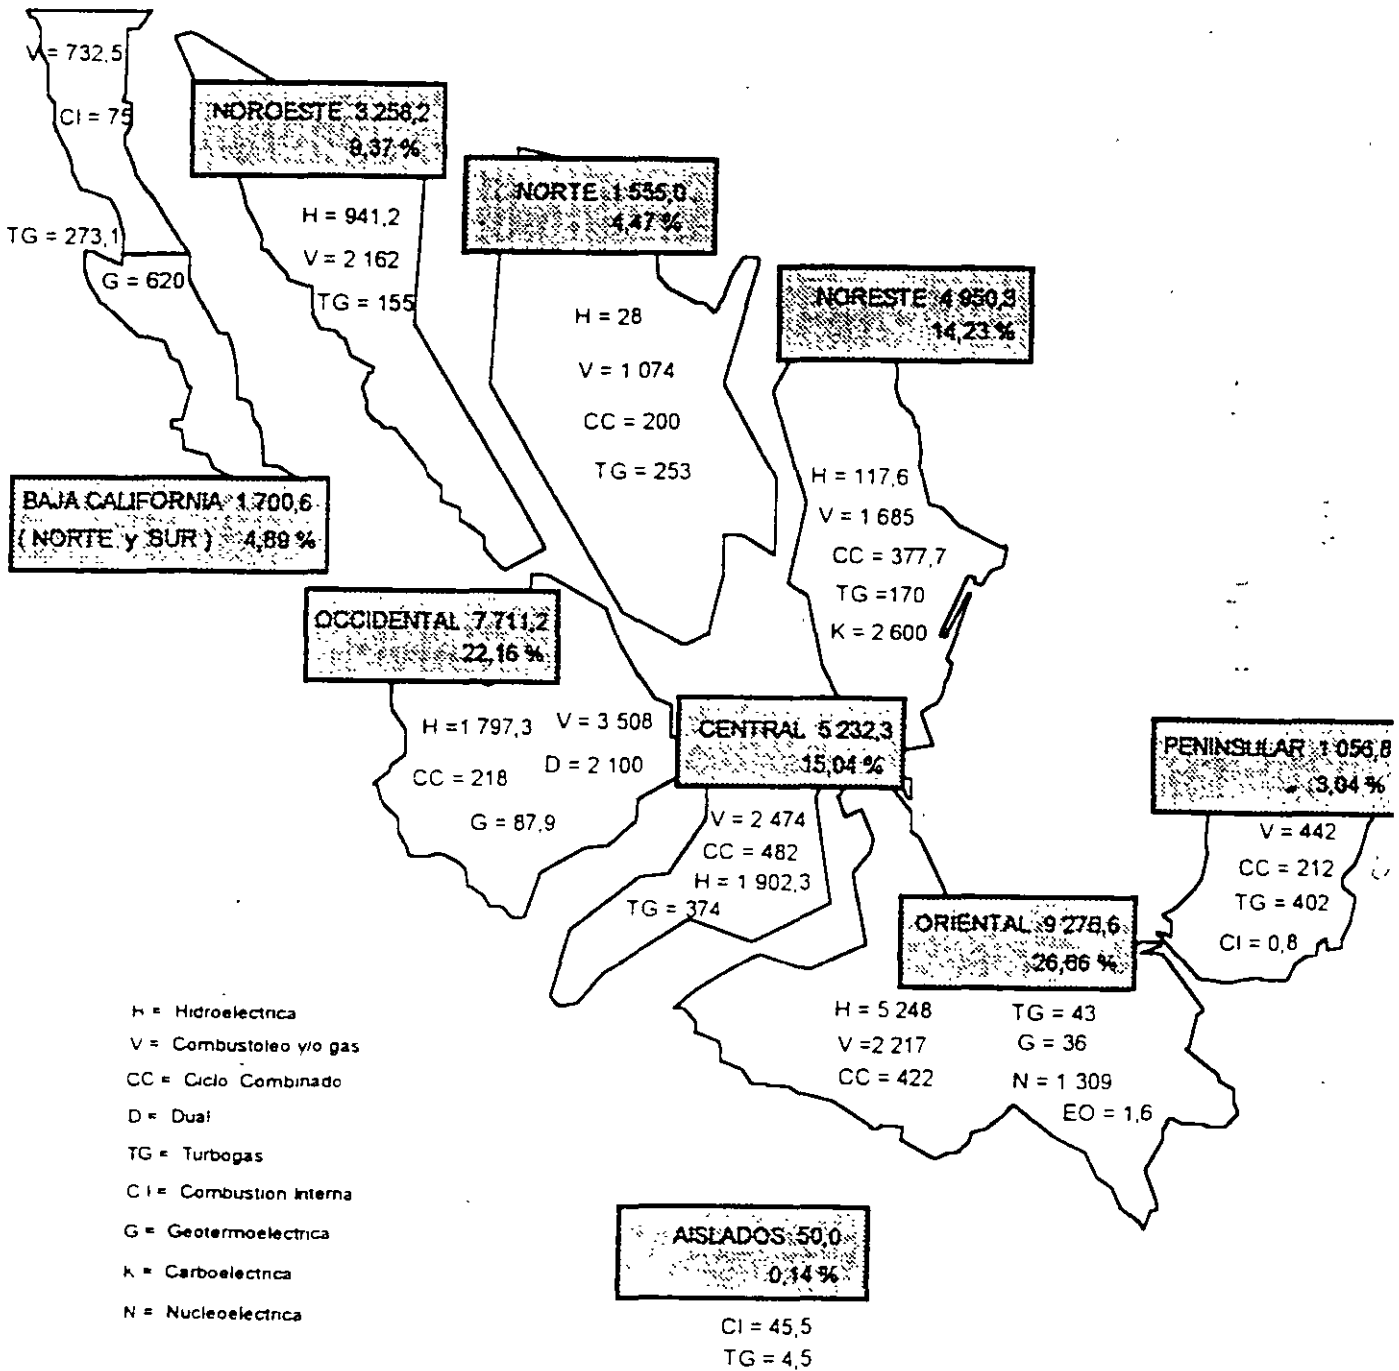 V = 732,5
CI = 75
TG = 273,1
G = 620
BAJA CALIFORNIA 1.700,6
( NORTE y SUR ) 4,89 %
NOROESTE 3.258,2
9,37 %
H = 941,2
V = 2 162
TG = 155
NORTE 1 555,0
4,47 %
H = 28
V = 1 074
CC = 200
TG = 253
NORESTE 4 950,3
14,23 %
H = 117,6
V = 1 685
CC = 377,7
TG =170
K = 2 600
OCCIDENTAL 7.711,2
22,16 %
H =1 797,3
V = 3 508
CC = 218
D = 2 100
G = 87,9
CENTRAL 5 232,3
15,04 %
V = 2 474
CC = 482
H = 1 902,3
TG = 374
PENINSULAR 1 056,8
3,04 %
V = 442
CC = 212
TG = 402
CI = 0,8
ORIENTAL 9 276,6
26,66 %
H = 5 248
V =2 217
CC = 422
TG = 43
G = 36
N = 1 309
EO = 1,6
H = Hidroelectrica
V = Combustoleo y/o gas
CC = Ciclo Combinado
D = Dual
TG = Turbogas
C I = Combustion Interna
G = Geotermoelectrica
K = Carboelectrica
N = Nucleoelectrica
AISLADOS 50,0
0,14 %
CI = 45,5
TG = 4,5